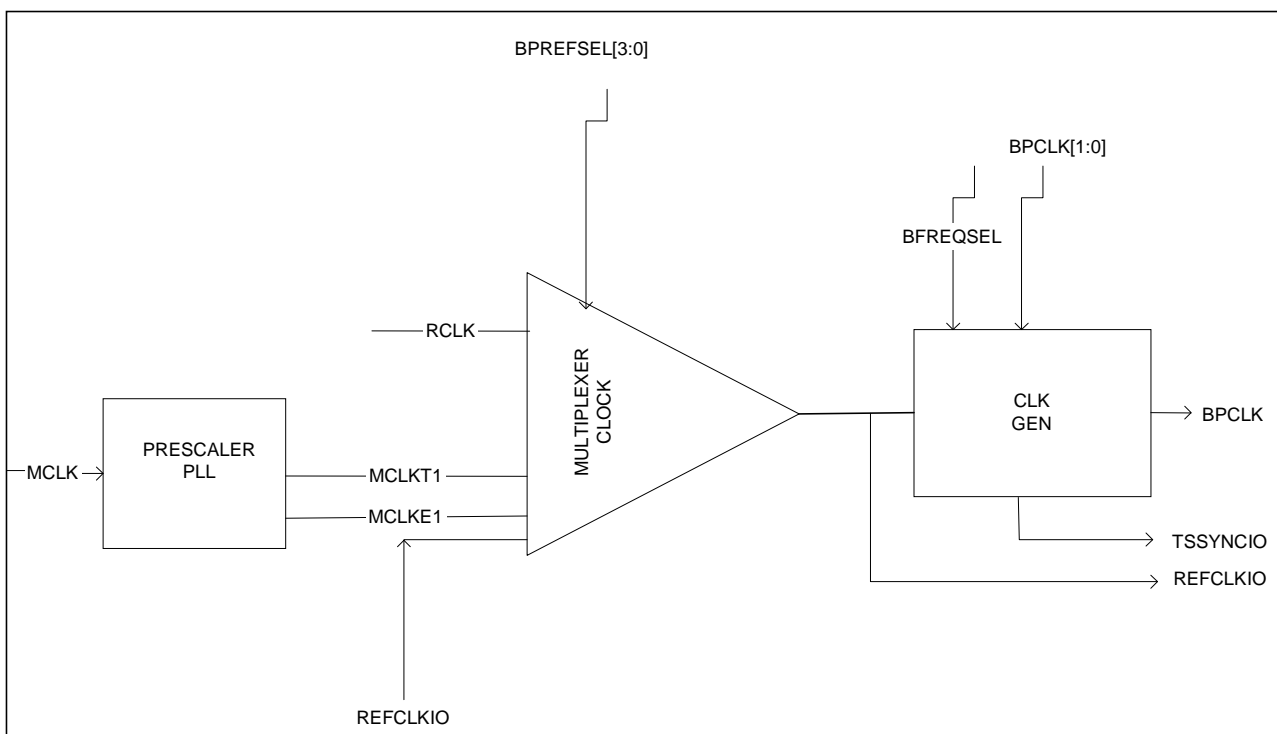 BPREFSEL[3:0]
BPCLK[1:0]
BFREQSEL
RCLK
MULTIPLEXER
CLOCK
CLK
GEN
BPCLK
PRESCALER
PLL
MCLK
MCLKT1
MCLKE1
TSSYNCIO
REFCLKIO
REFCLKIO